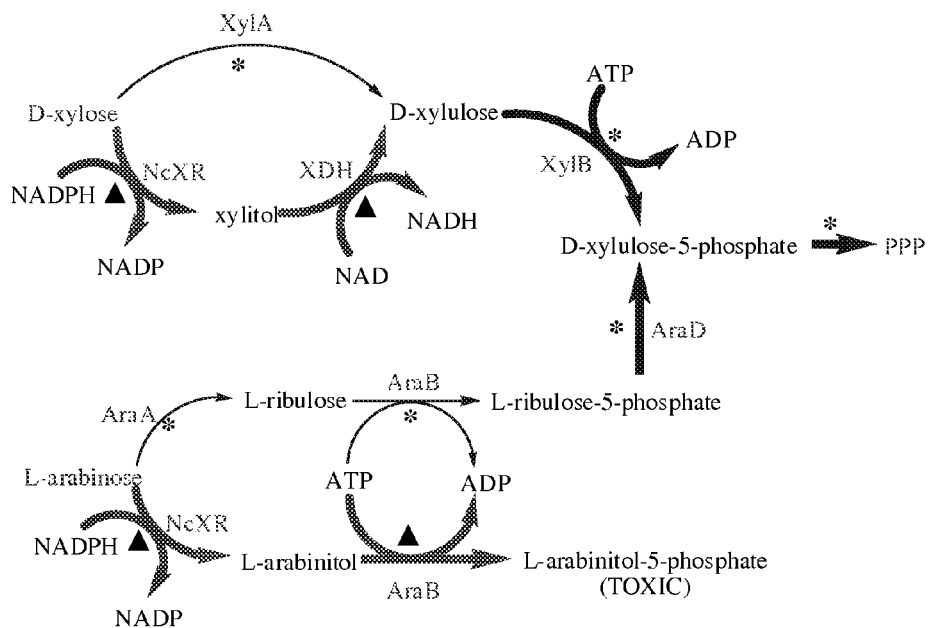 XylA
*
ATP
D-xylose
D-xylulose
*
ADP
NcXR
XDH
XylB
NADPH ▲
▲
xylitol
NADH
*
D-xylulose-5-phosphate
PPP
NADP
NAD
* AraD
AraB
L-ribulose
L-ribulose-5-phosphate
AraA
*
*
L-arabinose
ATP
ADP
NcXR
▲
NADPH ▲
L-arabinitol
L-arabinitol-5-phosphate
AraB
(TOXIC)
NADP